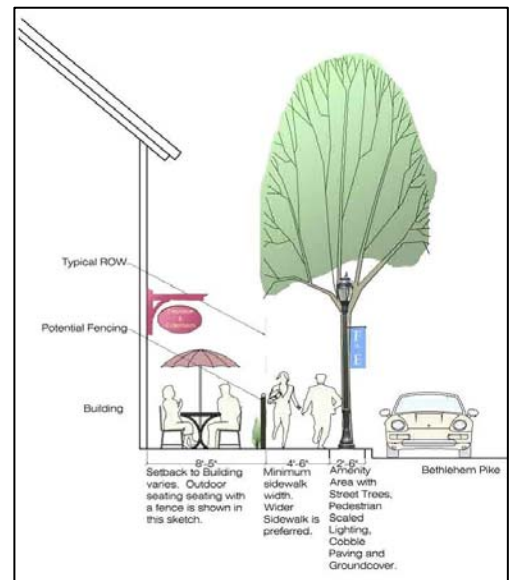 Typical ROW
Potential Fencing
Building
F
E
8'-5"
4'-6"
2'-6"
Setback to Building
varies. Outdoor
seating seating with
a fence is shown in
this sketch.
Minimum
sidewalk
width.
Wider
Sidewalk is
preferred.
Amenity
Area with
Street Trees,
Pedestrian
Scaled
Lighting,
Cobble
Paving and
Groundcover.
Bethlehem Pike